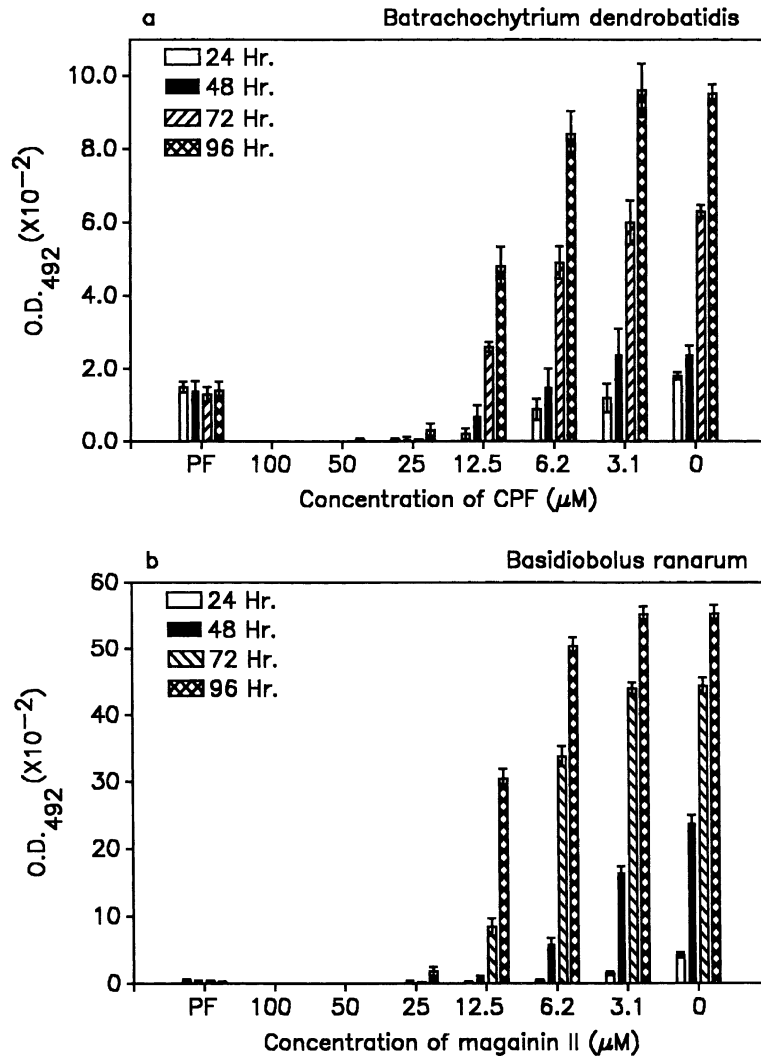 a Batrachochytrium dendrobatidis
24 Hr.
48 Hr.
72 Hr.
96 Hr.
O.D.492 (X10−2)
10.0
8.0
6.0
4.0
2.0
0.0
PF 100 50 25 12.5 6.2 3.1 0
Concentration of CPF (μM)
b Basidiobolus ranarum
24 Hr.
48 Hr.
72 Hr.
96 Hr.
O.D.492 (X10−2)
60
50
40
30
20
10
0
PF 100 50 25 12.5 6.2 3.1 0
Concentration of magainin II (μM)